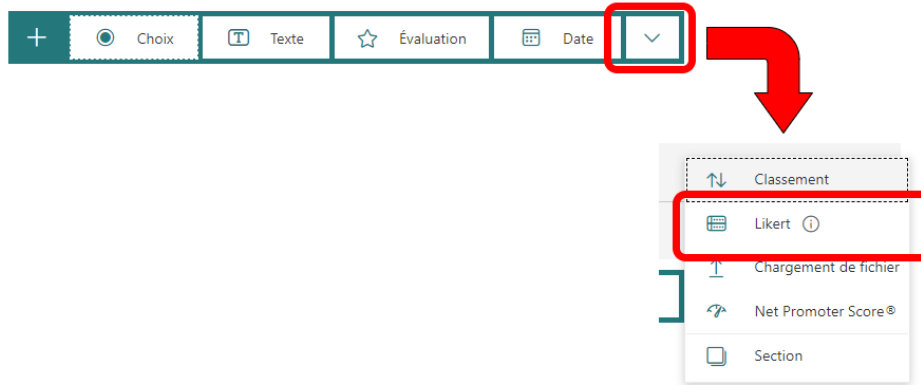 Choix Texte Évaluation Date
Classement
Likert
Chargement de fichier
Net Promoter Score®
Section